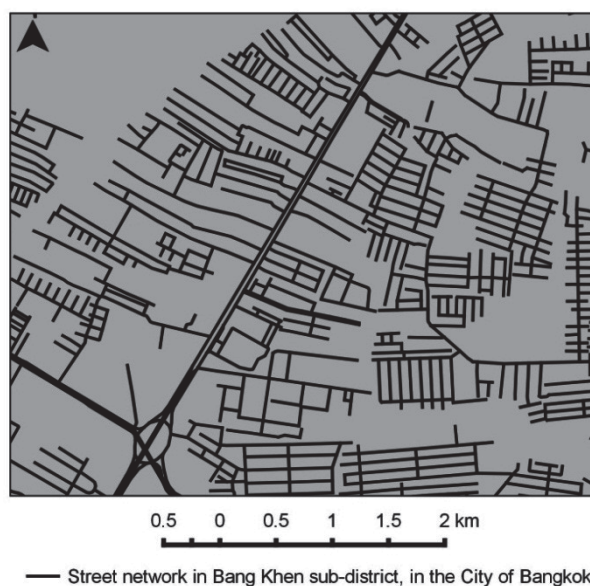 0.5 0 0.5 1 1.5 2 km
Street network in Bang Khen sub-district, in the City of Bangkok